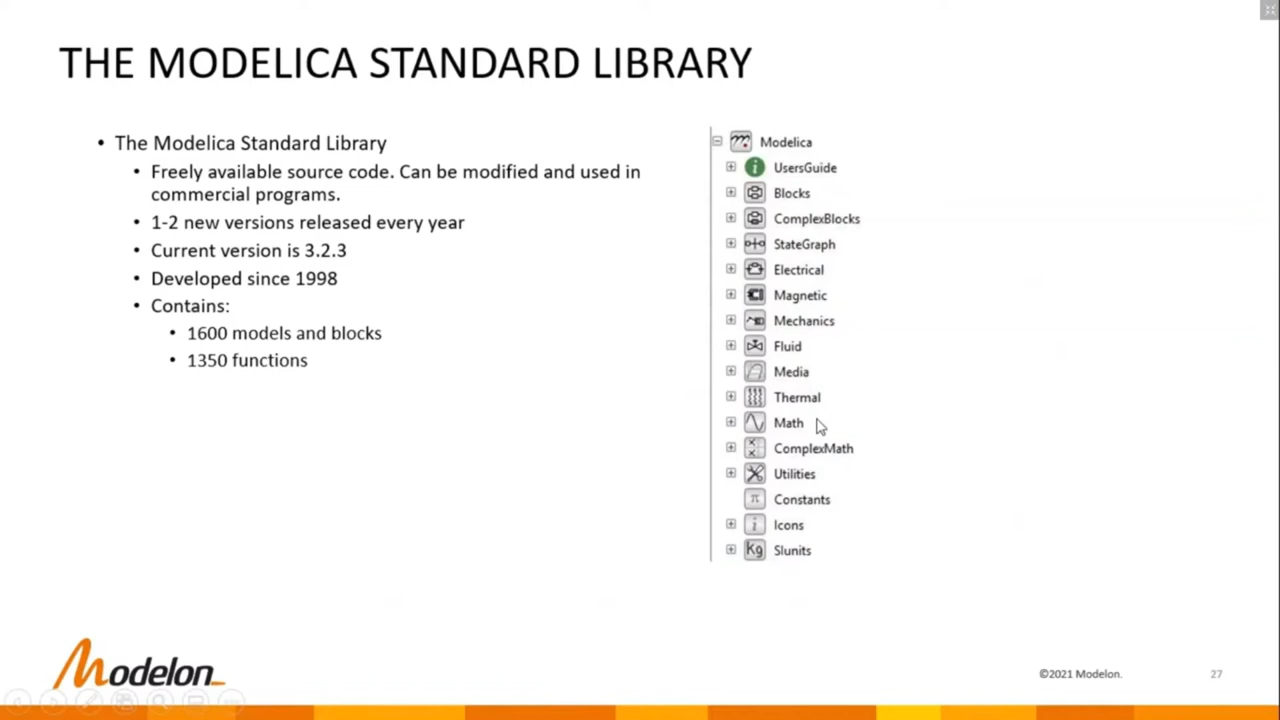 THE MODELICA STANDARD LIBRARY
• The Modelica Standard Library
• Freely available source code. Can be modified and used in
commercial programs.
• 1-2 new versions released every year
• Current version is 3.2.3
• Developed since 1998
• Contains:
• 1600 models and blocks
• 1350 functions
Modelica
i UsersGuide
Blocks
ComplexBlocks
StateGraph
Electrical
Magnetic
Mechanics
Fluid
Media
Thermal
Math
ComplexMath
Utilities
π Constants
i Icons
Kg SIunits
Modelon
©2021 Modelon.
27